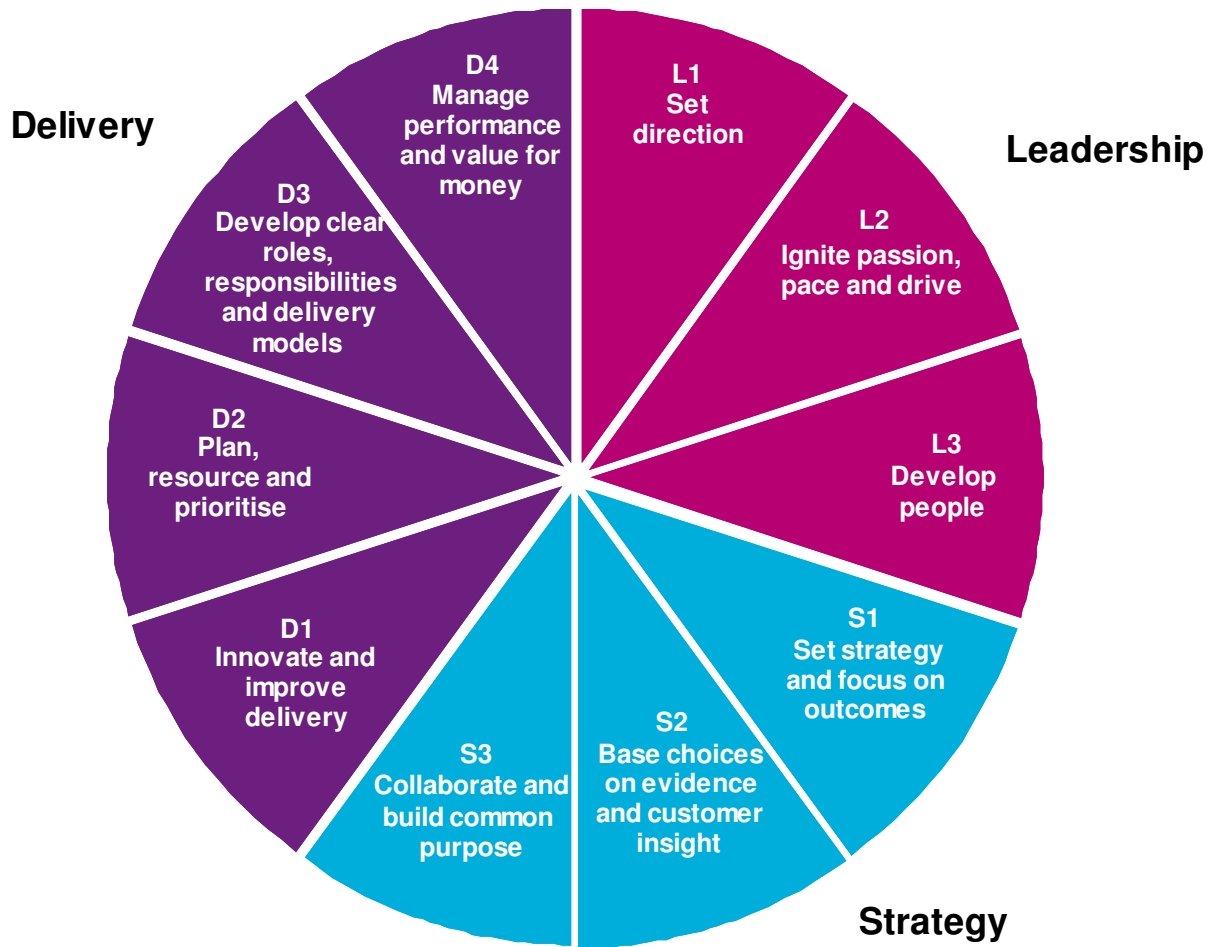 Delivery
Leadership
Strategy
L1
Set
direction
L2
Ignite passion,
pace and drive
L3
Develop
people
S1
Set strategy
and focus on
outcomes
S2
Base choices
on evidence
and customer
insight
S3
Collaborate and
build common
purpose
D1
Innovate and
improve
delivery
D2
Plan,
resource and
prioritise
D3
Develop clear
roles,
responsibilities
and delivery
models
D4
Manage
performance
and value for
money